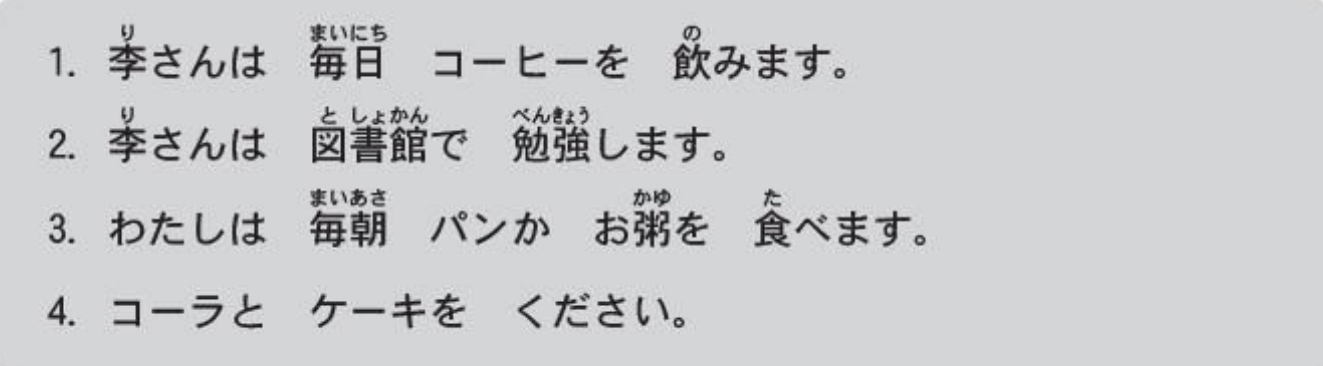 1. 李さんは　毎日　コーヒーを　飲みます。
2. 李さんは　図書館で　勉強します。
3. わたしは　毎朝　パンか　お粥を　食べます。
4. コーラと　ケーキを　ください。